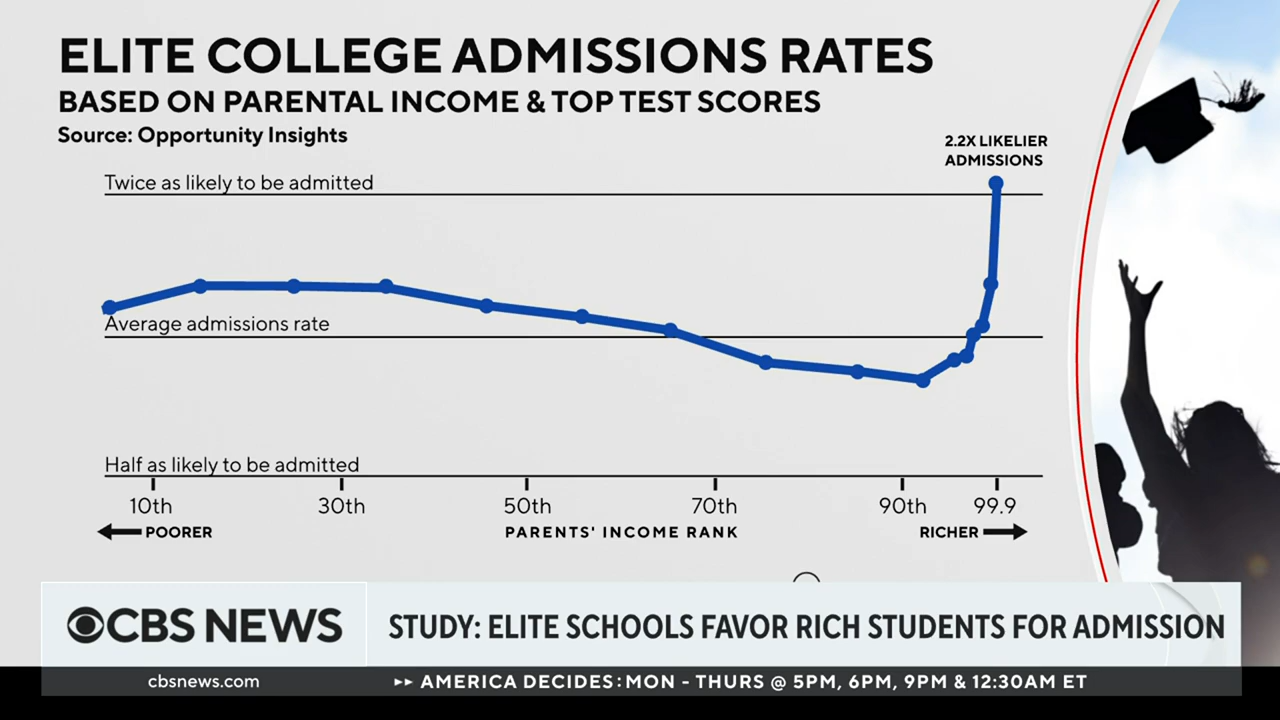 ELITE COLLEGE ADMISSIONS RATES
BASED ON PARENTAL INCOME & TOP TEST SCORES
Source: Opportunity Insights
2.2X LIKELIER
ADMISSIONS
Twice as likely to be admitted
Average admissions rate
Half as likely to be admitted
10th 30th 50th 70th 90th 99.9
POORER PARENTS' INCOME RANK RICHER
CBS NEWS
STUDY: ELITE SCHOOLS FAVOR RICH STUDENTS FOR ADMISSION
cbsnews.com
AMERICA DECIDES: MON - THURS @ 5PM, 6PM, 9PM & 12:30AM ET